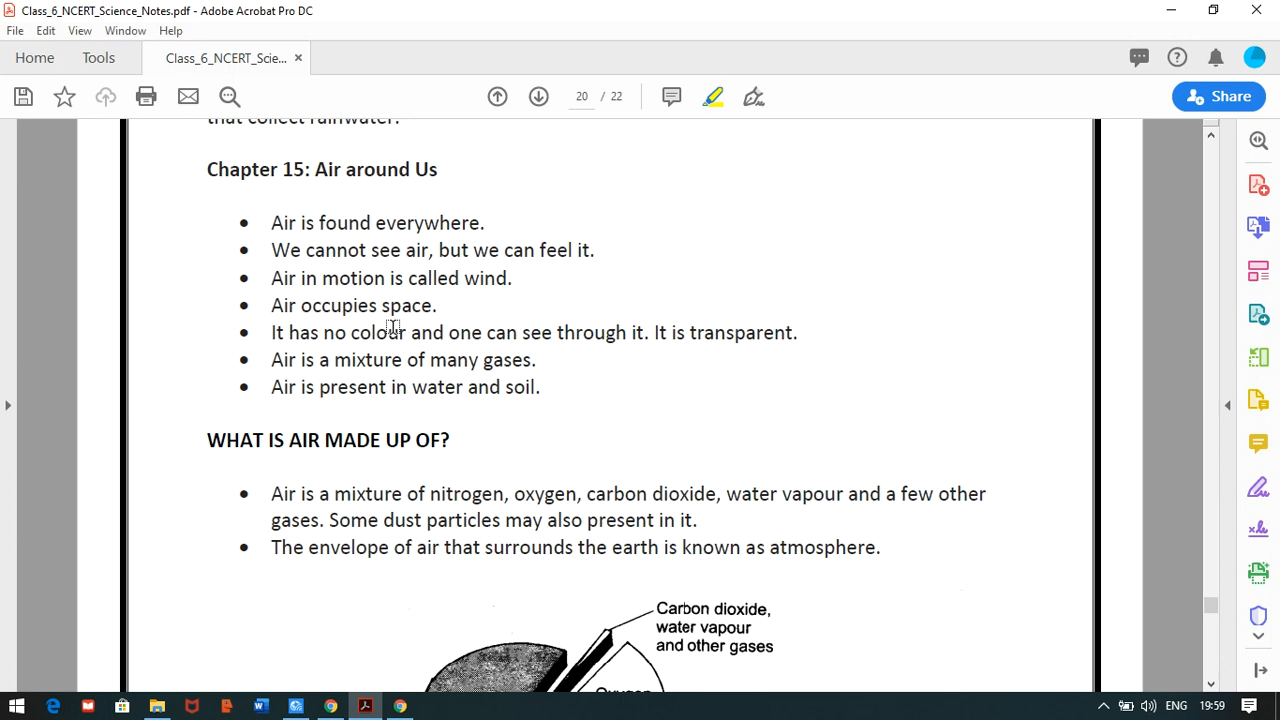 Class_6_NCERT_Science_Notes.pdf - Adobe Acrobat Pro DC
File Edit View Window Help
Home Tools Class_6_NCERT_Scie... ×
20 / 22
Share
that collect rainwater.
Chapter 15: Air around Us
• Air is found everywhere.
• We cannot see air, but we can feel it.
• Air in motion is called wind.
• Air occupies space.
• It has no colour and one can see through it. It is transparent.
• Air is a mixture of many gases.
• Air is present in water and soil.
WHAT IS AIR MADE UP OF?
• Air is a mixture of nitrogen, oxygen, carbon dioxide, water vapour and a few other
gases. Some dust particles may also present in it.
• The envelope of air that surrounds the earth is known as atmosphere.
Carbon dioxide,
water vapour
and other gases
Oxygen
ENG 19:59